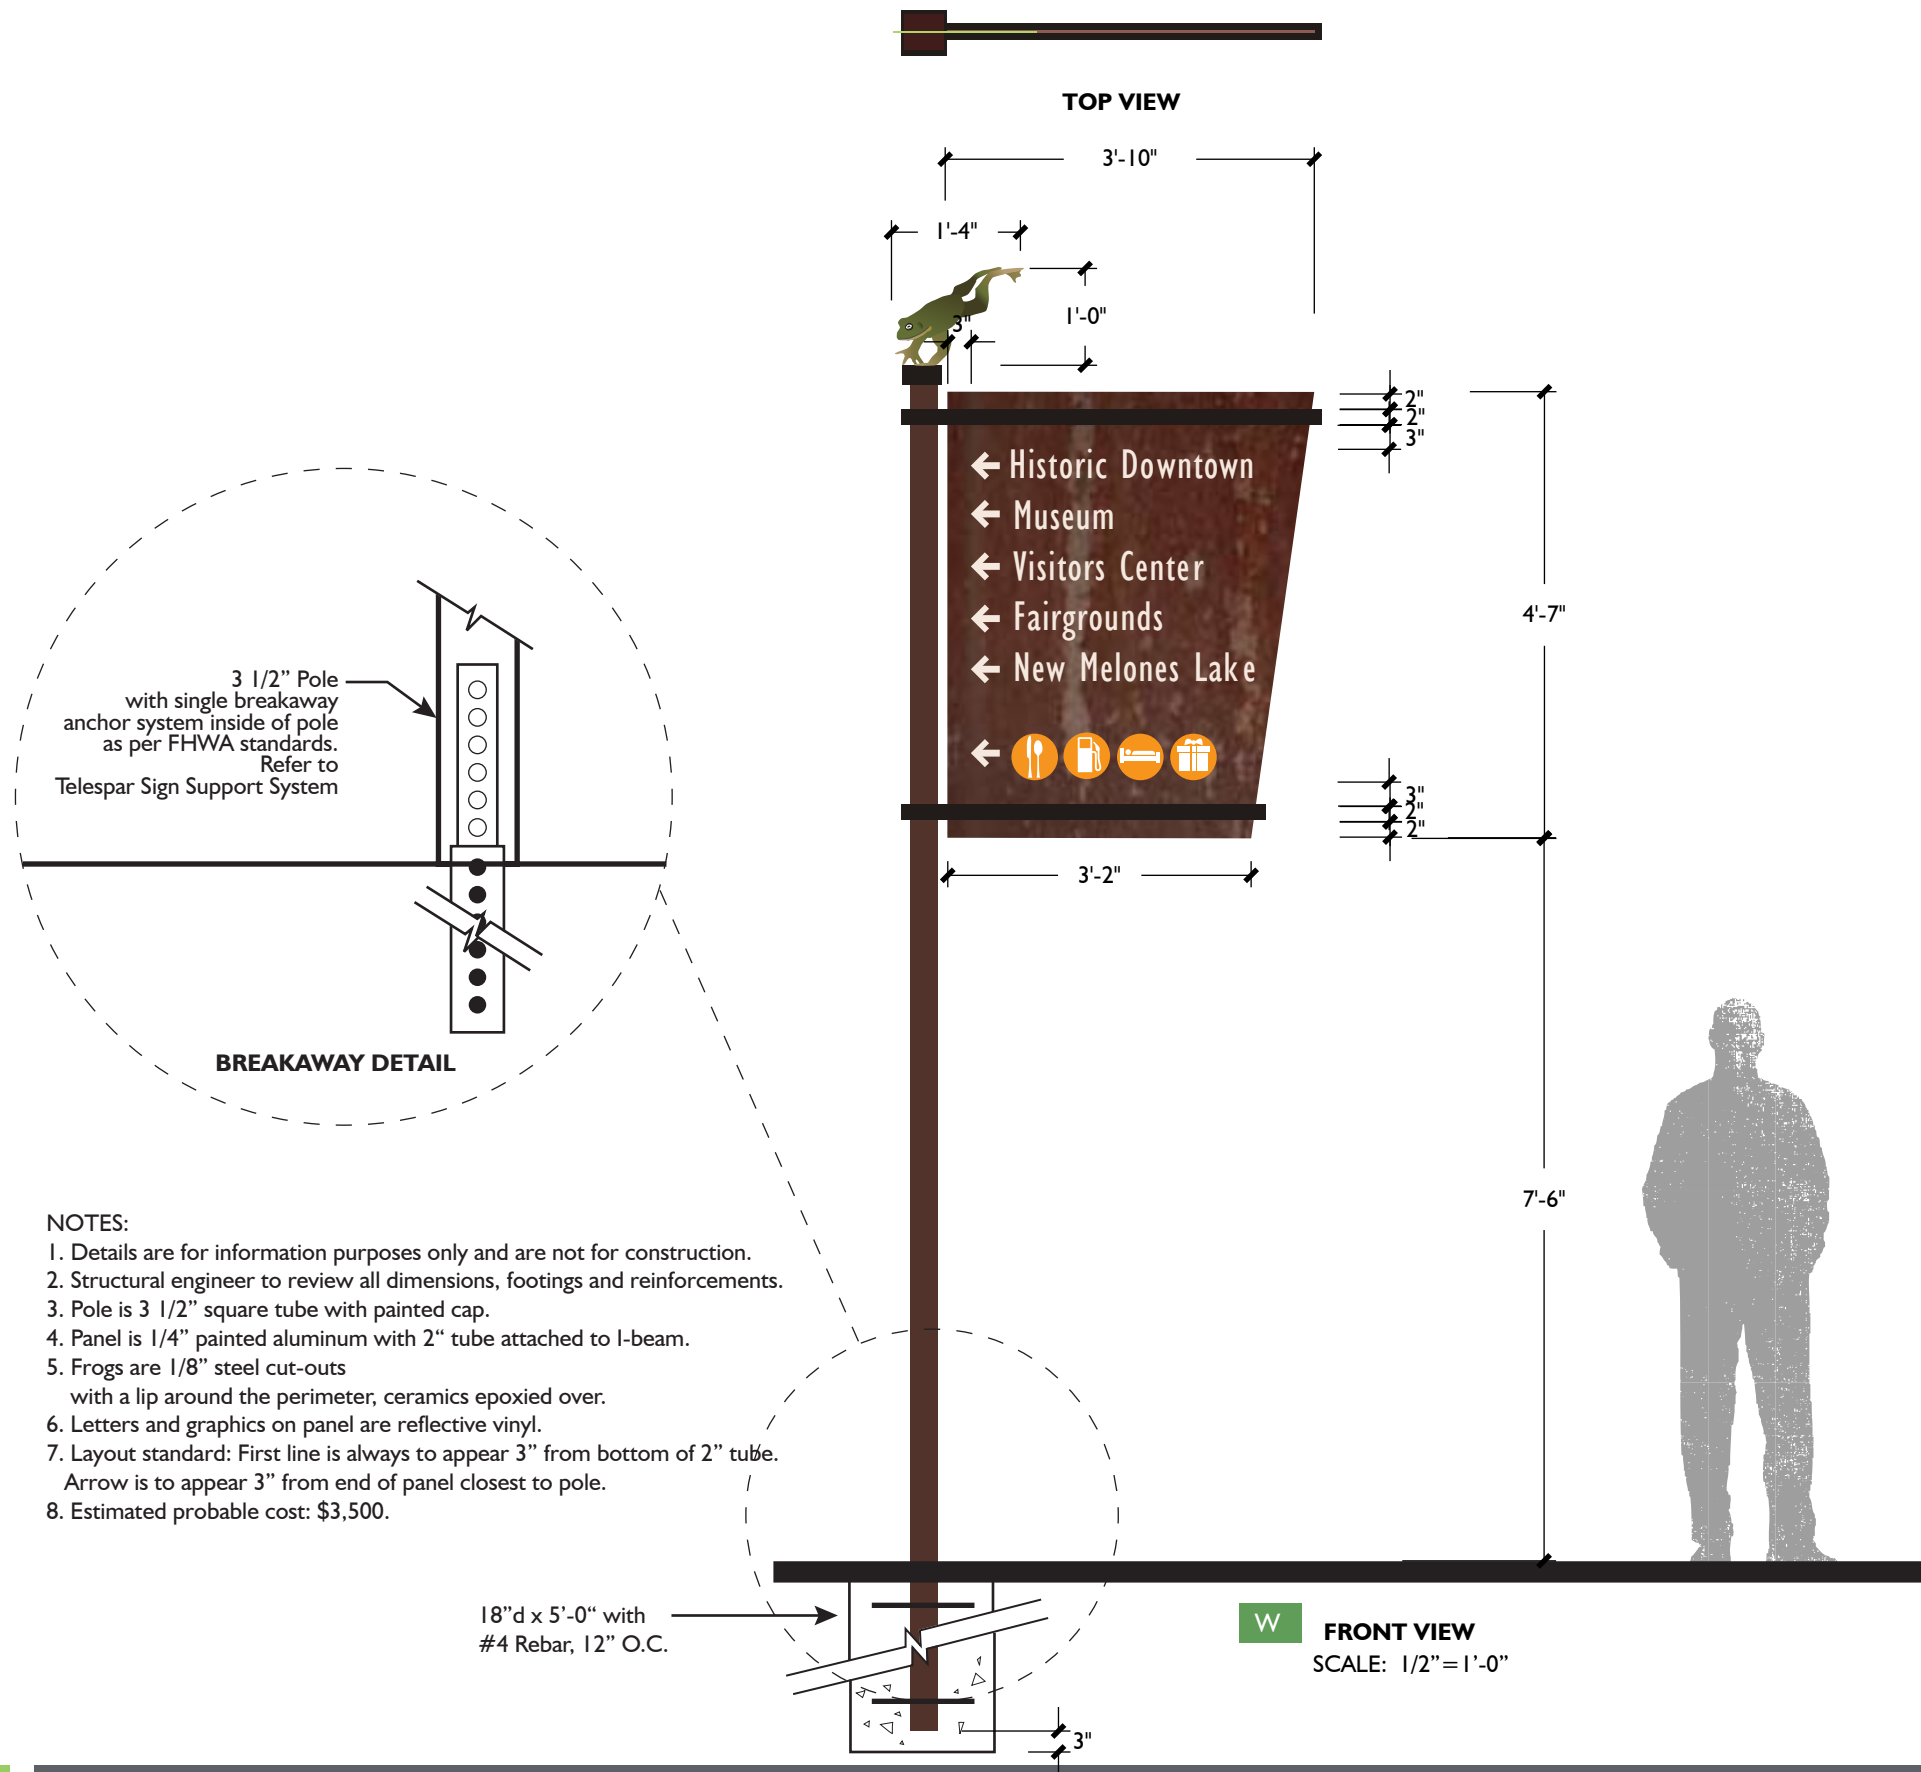 TOP VIEW
3'-10"
1'-4"
1'-0"
3"
2"
2"
3"
← Historic Downtown
← Museum
← Visitors Center
← Fairgrounds
← New Melones Lake
←
4'-7"
3"
2"
2"
3'-2"
3 1/2” Pole
with single breakaway
anchor system inside of pole
as per FHWA standards.
Refer to
Telespar Sign Support System
BREAKAWAY DETAIL
7'-6"
NOTES:
1. Details are for information purposes only and are not for construction.
2. Structural engineer to review all dimensions, footings and reinforcements.
3. Pole is 3 1/2” square tube with painted cap.
4. Panel is 1/4” painted aluminum with 2“ tube attached to I-beam.
5. Frogs are 1/8” steel cut-outs
with a lip around the perimeter, ceramics epoxied over.
6. Letters and graphics on panel are reflective vinyl.
7. Layout standard: First line is always to appear 3” from bottom of 2” tube.
Arrow is to appear 3” from end of panel closest to pole.
8. Estimated probable cost: $3,500.
18”d x 5’-0“ with
#4 Rebar, 12” O.C.
W
FRONT VIEW
SCALE: 1/2”=1’-0”
3"